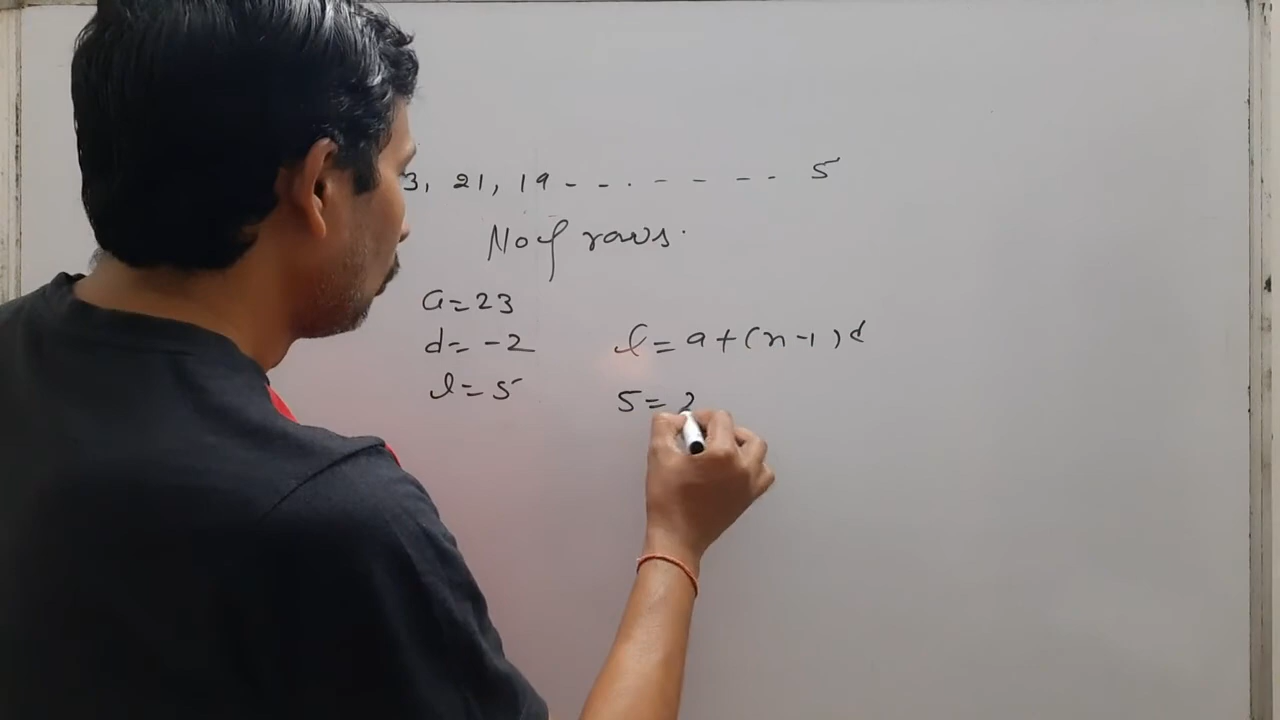 3, 21, 19 - - . - - - - 5
No of rows.
a=23
d=-2
l=5
l=a+(n-1)d
5=2